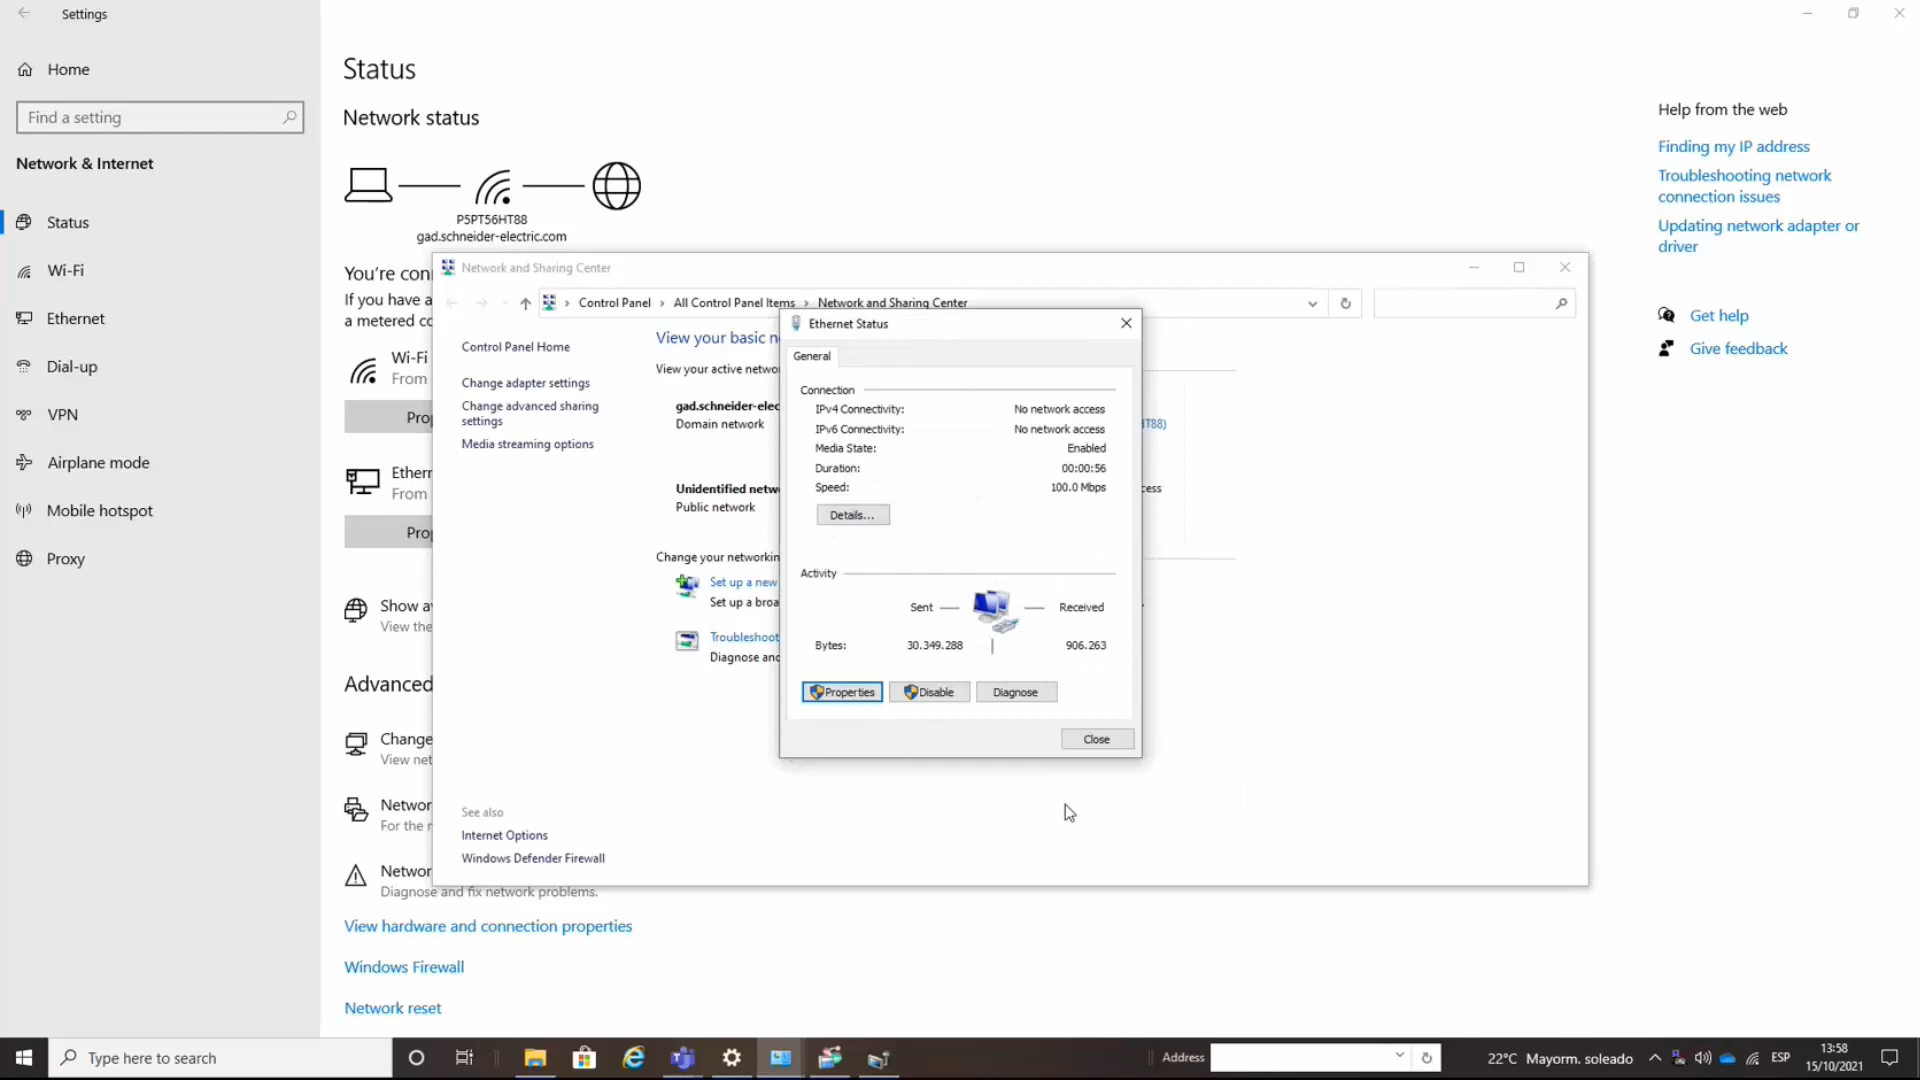 Settings
Home
Find a setting
Network & Internet
Status
Wi-Fi
Ethernet
Dial-up
VPN
Airplane mode
Mobile hotspot
Proxy
Status
Network status
P5PT56HT88
gad.schneider-electric.com
You're con
If you have a
a metered co
Wi-Fi
From
Pro
Ether
From
Pro
Show a
View the
Advanced
Change
View net
Networ
For the
Networ
Diagnose and fix network problems.
View hardware and connection properties
Windows Firewall
Network reset
Help from the web
Finding my IP address
Troubleshooting network
connection issues
Updating network adapter or
driver
Get help
Give feedback
Network and Sharing Center
Control Panel > All Control Panel Items > Network and Sharing Center
Control Panel Home
Change adapter settings
Change advanced sharing
settings
Media streaming options
See also
Internet Options
Windows Defender Firewall
View your basic n
View your active netwo
gad.schneider-elec
Domain network
HT88)
Unidentified netw
Public network
cess
Change your networkin
Set up a new
Set up a broa
Troubleshoot
Diagnose and
Ethernet Status
General
Connection
IPv4 Connectivity: No network access
IPv6 Connectivity: No network access
Media State: Enabled
Duration: 00:00:56
Speed: 100.0 Mbps
Details...
Activity
Sent — — Received
Bytes: 30.349.288 | 906.263
Properties Disable Diagnose
Close
Type here to search
Address
22°C Mayorm. soleado
ESP
13:58
15/10/2021